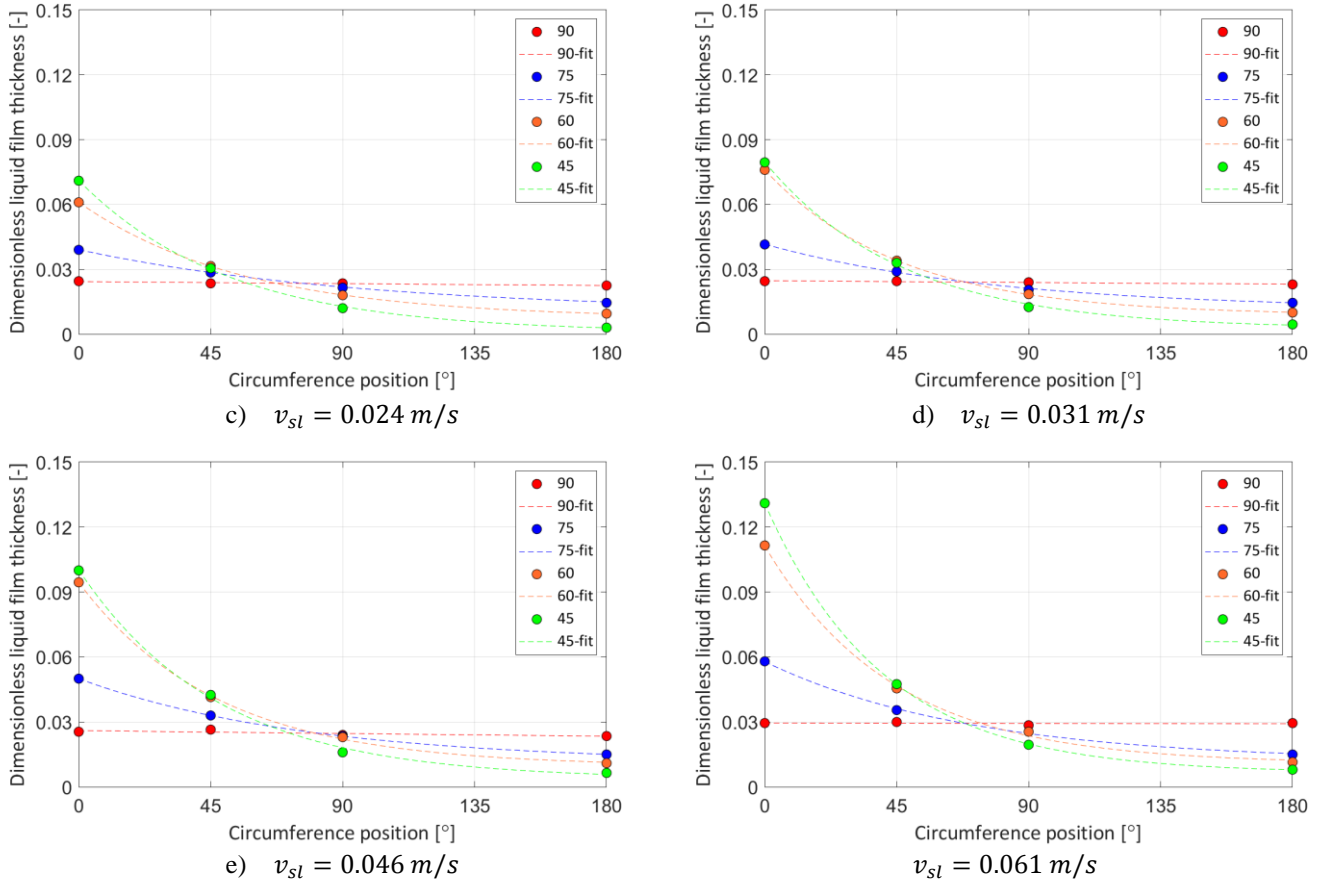 Dimensionless liquid film thickness [-]
0.15
0.12
0.09
0.06
0.03
0
0
45
90
135
180
Circumference position [°]
90
90-fit
75
75-fit
60
60-fit
45
45-fit
c) v_sl = 0.024 m/s
Dimensionless liquid film thickness [-]
0.15
0.12
0.09
0.06
0.03
0
0
45
90
135
180
Circumference position [°]
90
90-fit
75
75-fit
60
60-fit
45
45-fit
d) v_sl = 0.031 m/s
Dimensionless liquid film thickness [-]
0.15
0.12
0.09
0.06
0.03
0
0
45
90
135
180
Circumference position [°]
90
90-fit
75
75-fit
60
60-fit
45
45-fit
e) v_sl = 0.046 m/s
Dimensionless liquid film thickness [-]
0.15
0.12
0.09
0.06
0.03
0
0
45
90
135
180
Circumference position [°]
90
90-fit
75
75-fit
60
60-fit
45
45-fit
v_sl = 0.061 m/s